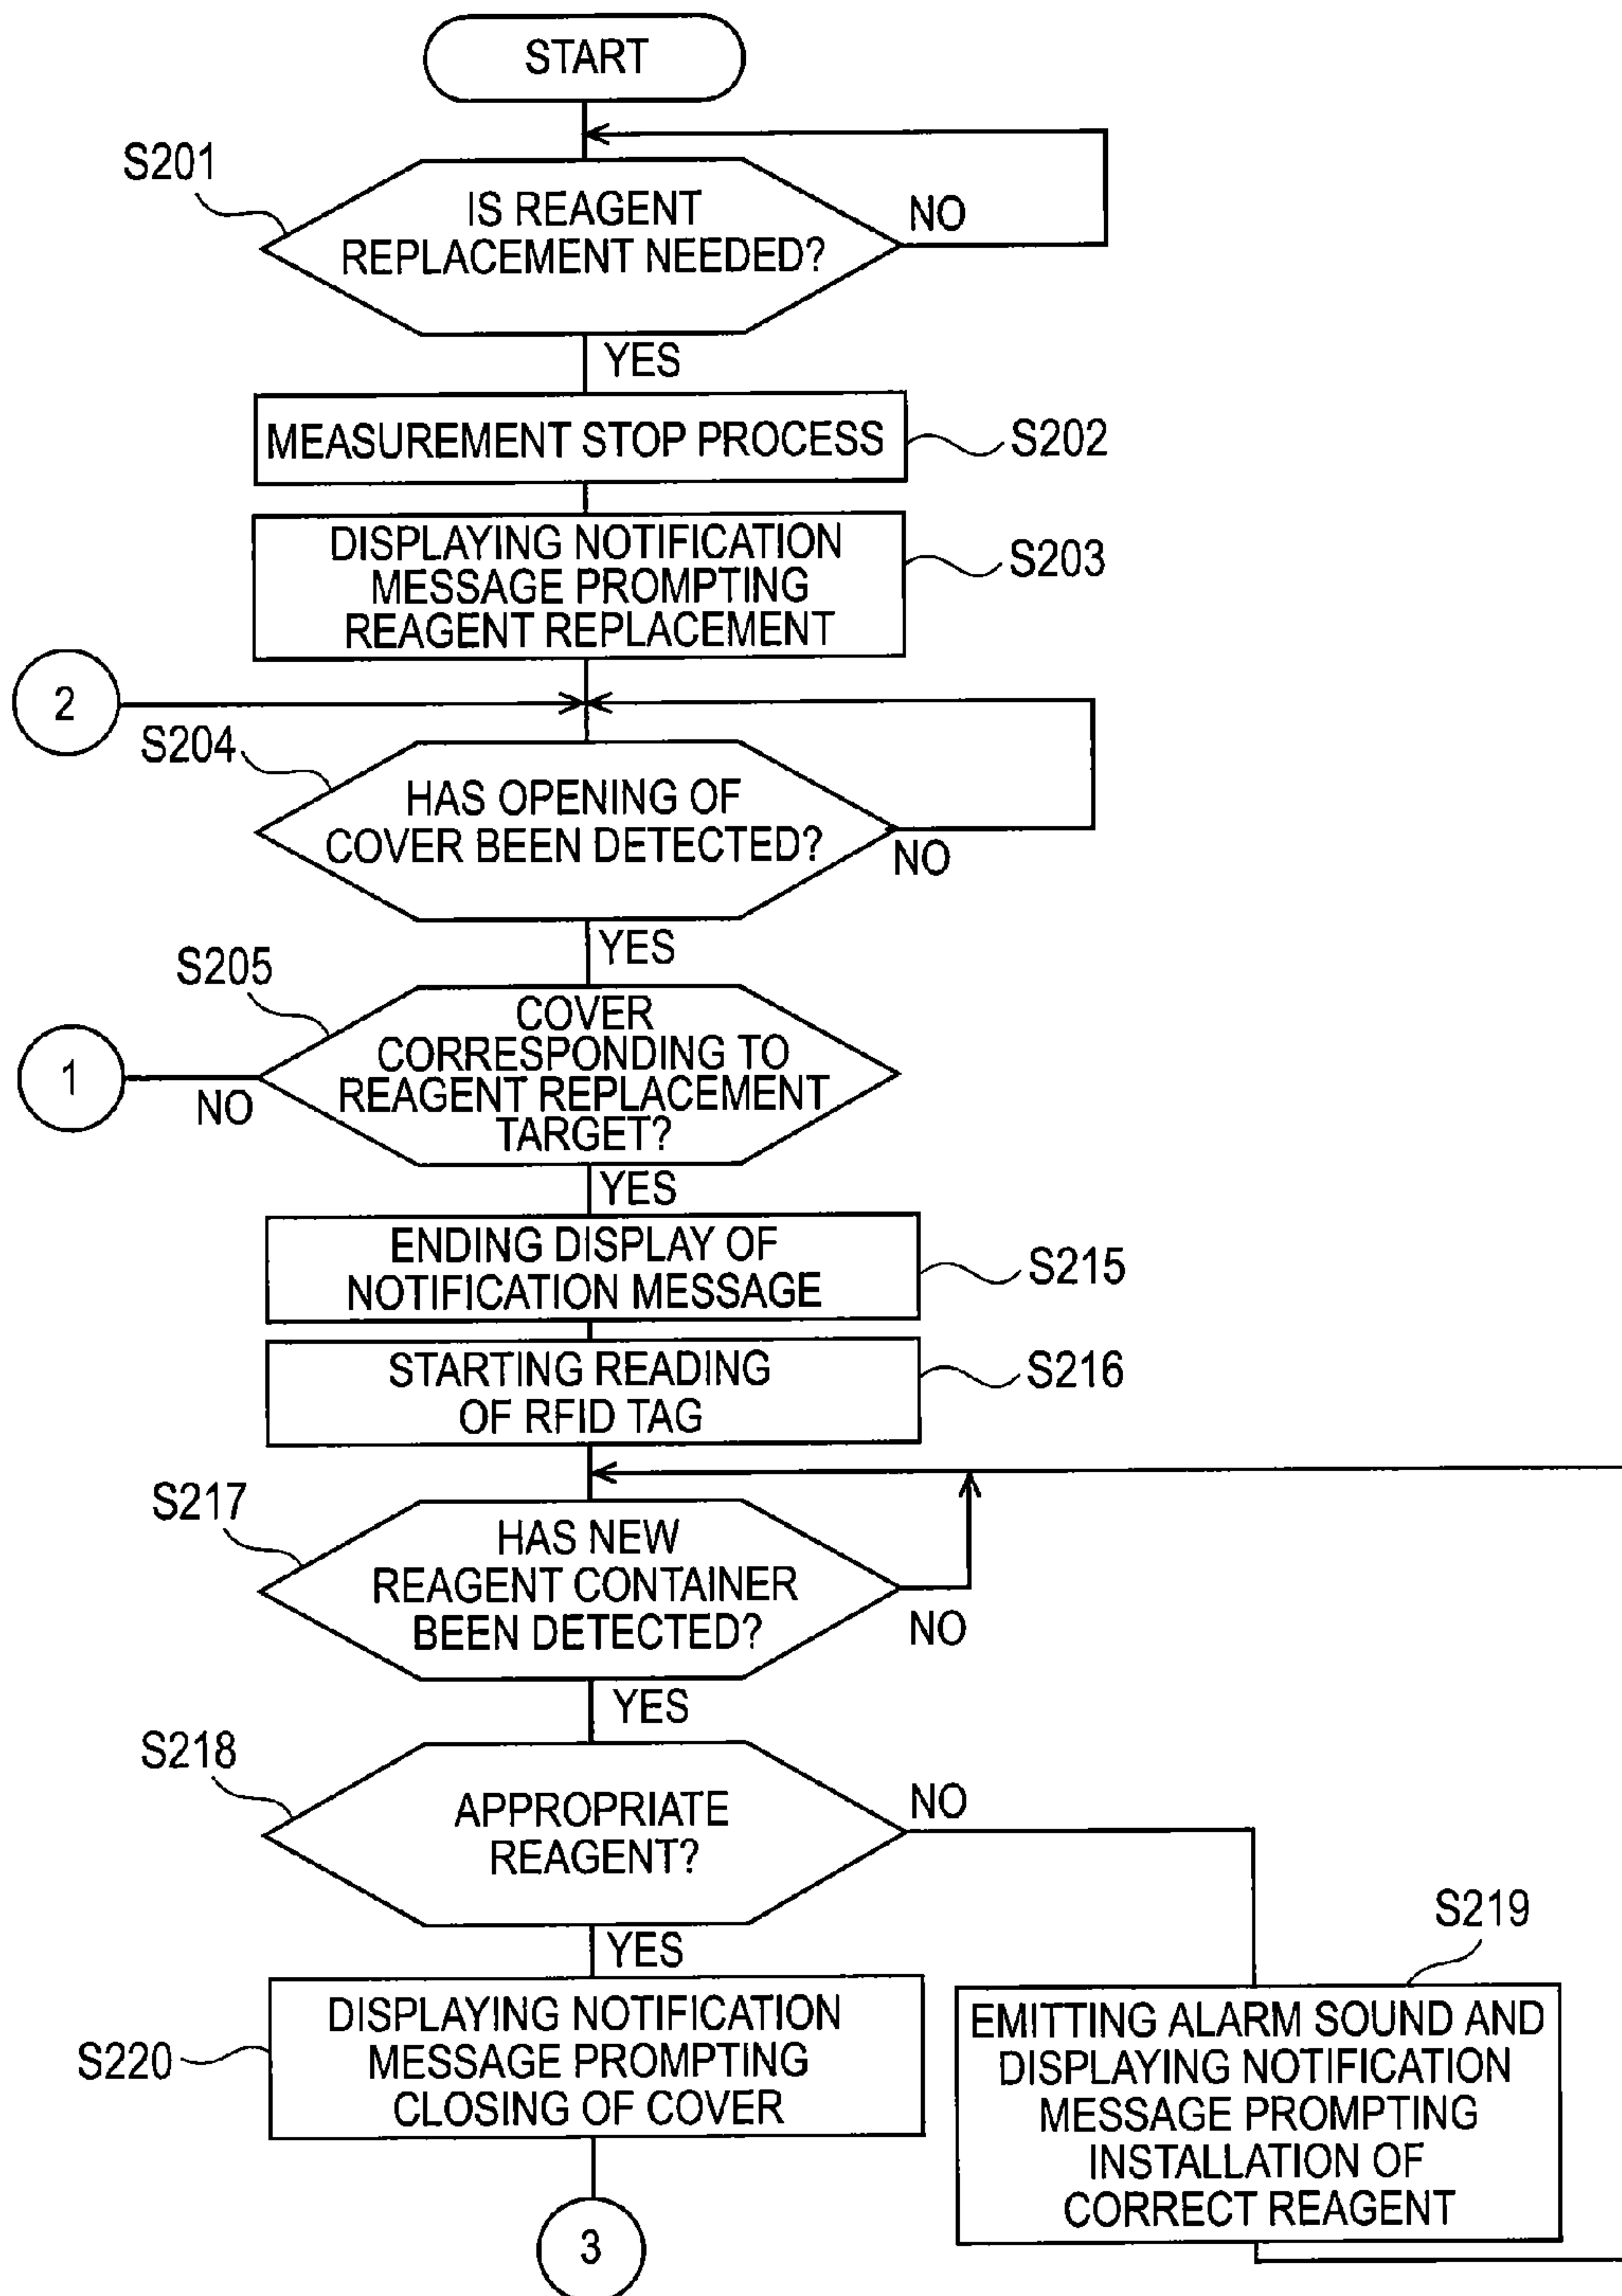 START
S201
IS REAGENT
REPLACEMENT NEEDED?
NO
YES
MEASUREMENT STOP PROCESS
S202
DISPLAYING NOTIFICATION
MESSAGE PROMPTING
REAGENT REPLACEMENT
S203
2
S204
HAS OPENING OF
COVER BEEN DETECTED?
NO
YES
S205
COVER
CORRESPONDING TO
REAGENT REPLACEMENT
TARGET?
1
NO
YES
ENDING DISPLAY OF
NOTIFICATION MESSAGE
S215
STARTING READING
OF RFID TAG
S216
S217
HAS NEW
REAGENT CONTAINER
BEEN DETECTED?
NO
YES
S218
APPROPRIATE
REAGENT?
NO
YES
S219
EMITTING ALARM SOUND AND
DISPLAYING NOTIFICATION
MESSAGE PROMPTING
INSTALLATION OF
CORRECT REAGENT
S220
DISPLAYING NOTIFICATION
MESSAGE PROMPTING
CLOSING OF COVER
3